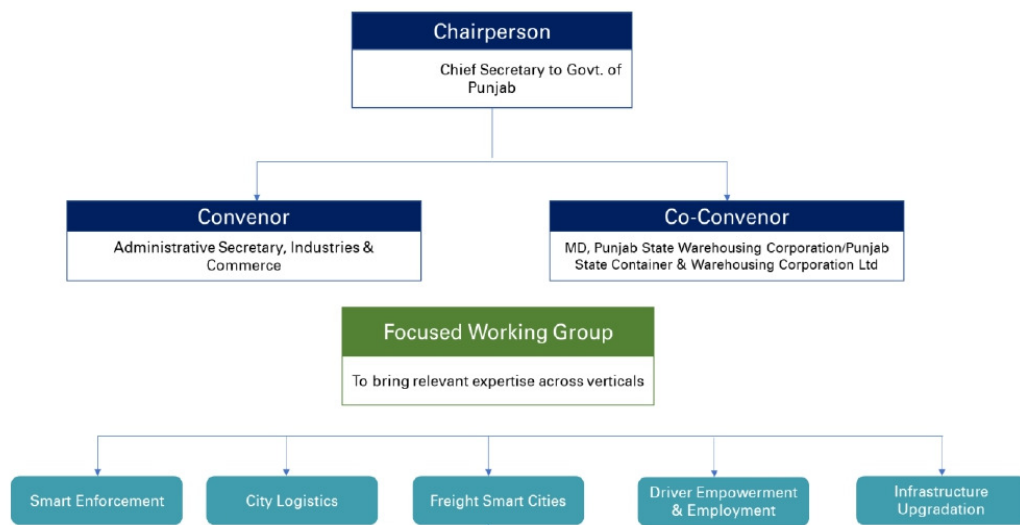 Chairperson
Chief Secretary to Govt. of
Punjab
Convenor
Administrative Secretary, Industries &
Commerce
Co-Convenor
MD, Punjab State Warehousing Corporation/Punjab
State Container & Warehousing Corporation Ltd
Focused Working Group
To bring relevant expertise across verticals
Smart Enforcement
City Logistics
Freight Smart Cities
Driver Empowerment
& Employment
Infrastructure
Upgradation